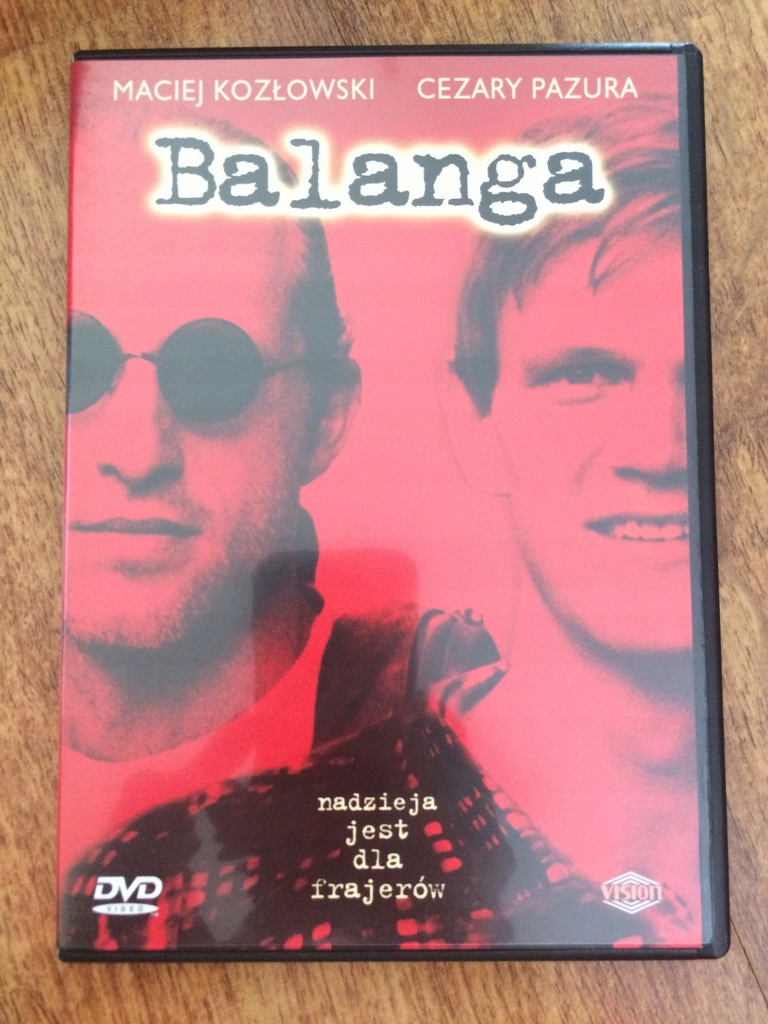 MACIEJ KOZŁOWSKI CEZARY PAZURA
Balanga
nadzieja
jest
dla
frajerów
DVD
VIDEO
VISION